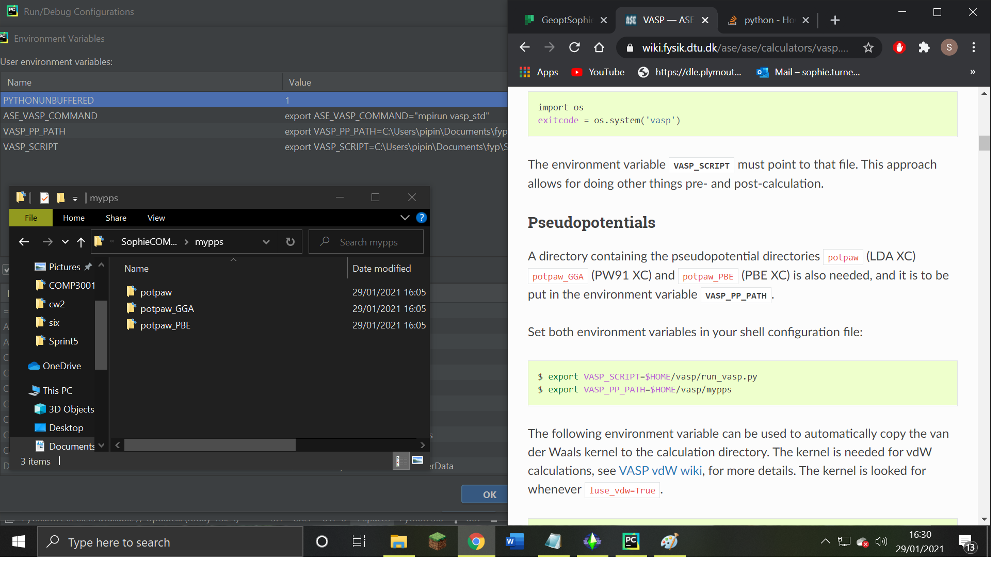 Run/Debug Configurations
Environment Variables
User environment variables:
Name Value
PYTHONUNBUFFERED 1
ASE_VASP_COMMAND export ASE_VASP_COMMAND="mpirun vasp_std"
VASP_PP_PATH export VASP_PP_PATH=C:\Users\pipin\Documents\fyp
VASP_SCRIPT export VASP_SCRIPT=C:\Users\pipin\Documents\fyp\S
mypps
File Home Share View
SophieCOM... mypps
Search mypps
Name Date modified
potpaw 29/01/2021 16:05
potpaw_GGA 29/01/2021 16:05
potpaw_PBE 29/01/2021 16:05
Pictures
COMP3001
cw2
six
Sprint5
OneDrive
This PC
3D Objects
Desktop
Documents
3 items
rData
OK
GeoptSophie
VASP — ASE
python - Ho
wiki.fysik.dtu.dk/ase/ase/calculators/vasp....
S
Apps YouTube https://dle.plymout... Mail – sophie.turne... »
import os
exitcode = os.system('vasp')
The environment variable VASP_SCRIPT must point to that file. This approach
allows for doing other things pre- and post-calculation.
Pseudopotentials
A directory containing the pseudopotential directories potpaw (LDA XC)
potpaw_GGA (PW91 XC) and potpaw_PBE (PBE XC) is also needed, and it is to be
put in the environment variable VASP_PP_PATH.
Set both environment variables in your shell configuration file:
$ export VASP_SCRIPT=$HOME/vasp/run_vasp.py
$ export VASP_PP_PATH=$HOME/vasp/mypps
The following environment variable can be used to automatically copy the van
der Waals kernel to the calculation directory. The kernel is needed for vdW
calculations, see VASP vdW wiki, for more details. The kernel is looked for
whenever luse_vdw=True.
Type here to search
16:30
29/01/2021
13